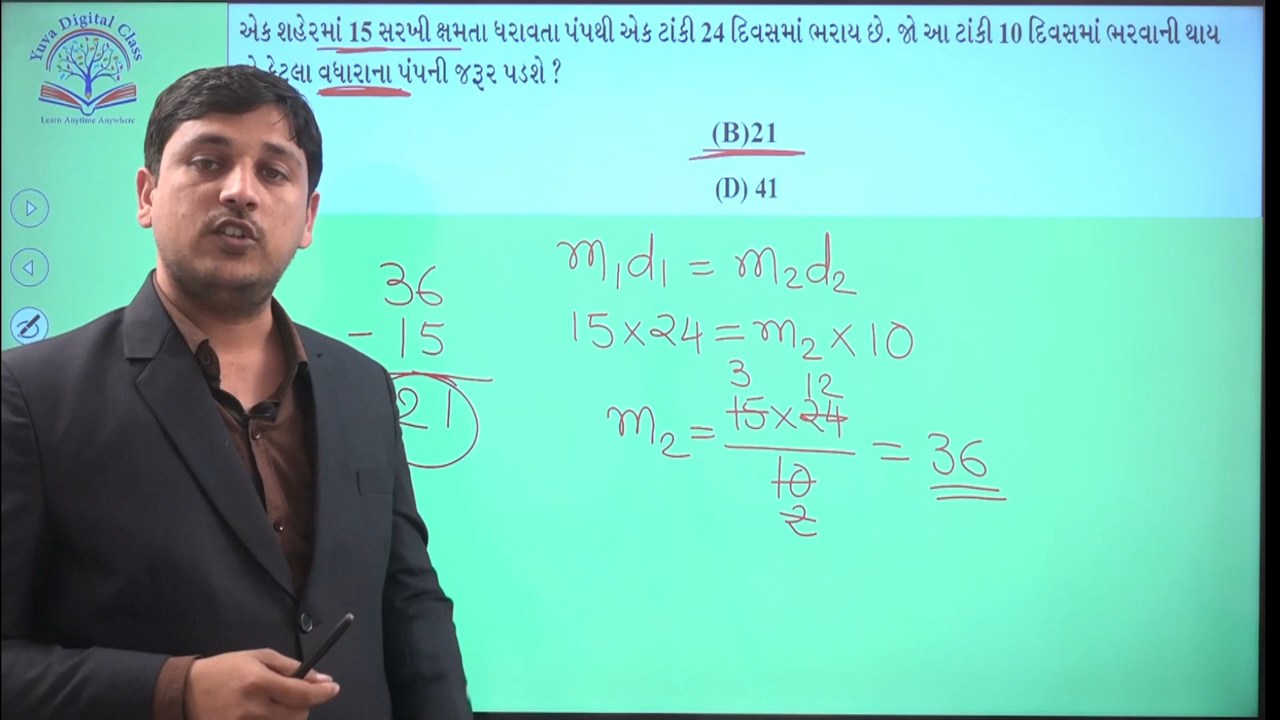 Yuva Digital Class
Learn Anytime Anywhere
એક શહેરમાં 15 સરખી ક્ષમતા ધરાવતા પંપથી એક ટાંકી 24 દિવસમાં ભરાય છે. જો આ ટાંકી 10 દિવસમાં ભરવાની થાય
કેટલા વધારાના પંપની જરૂર પડશે ?
(B)21
(D) 41
m₁d₁ = m₂d₂
15×24 = m₂ × 10
3 12
m₂ = 15×24 = 36
10
2
36
- 15
21